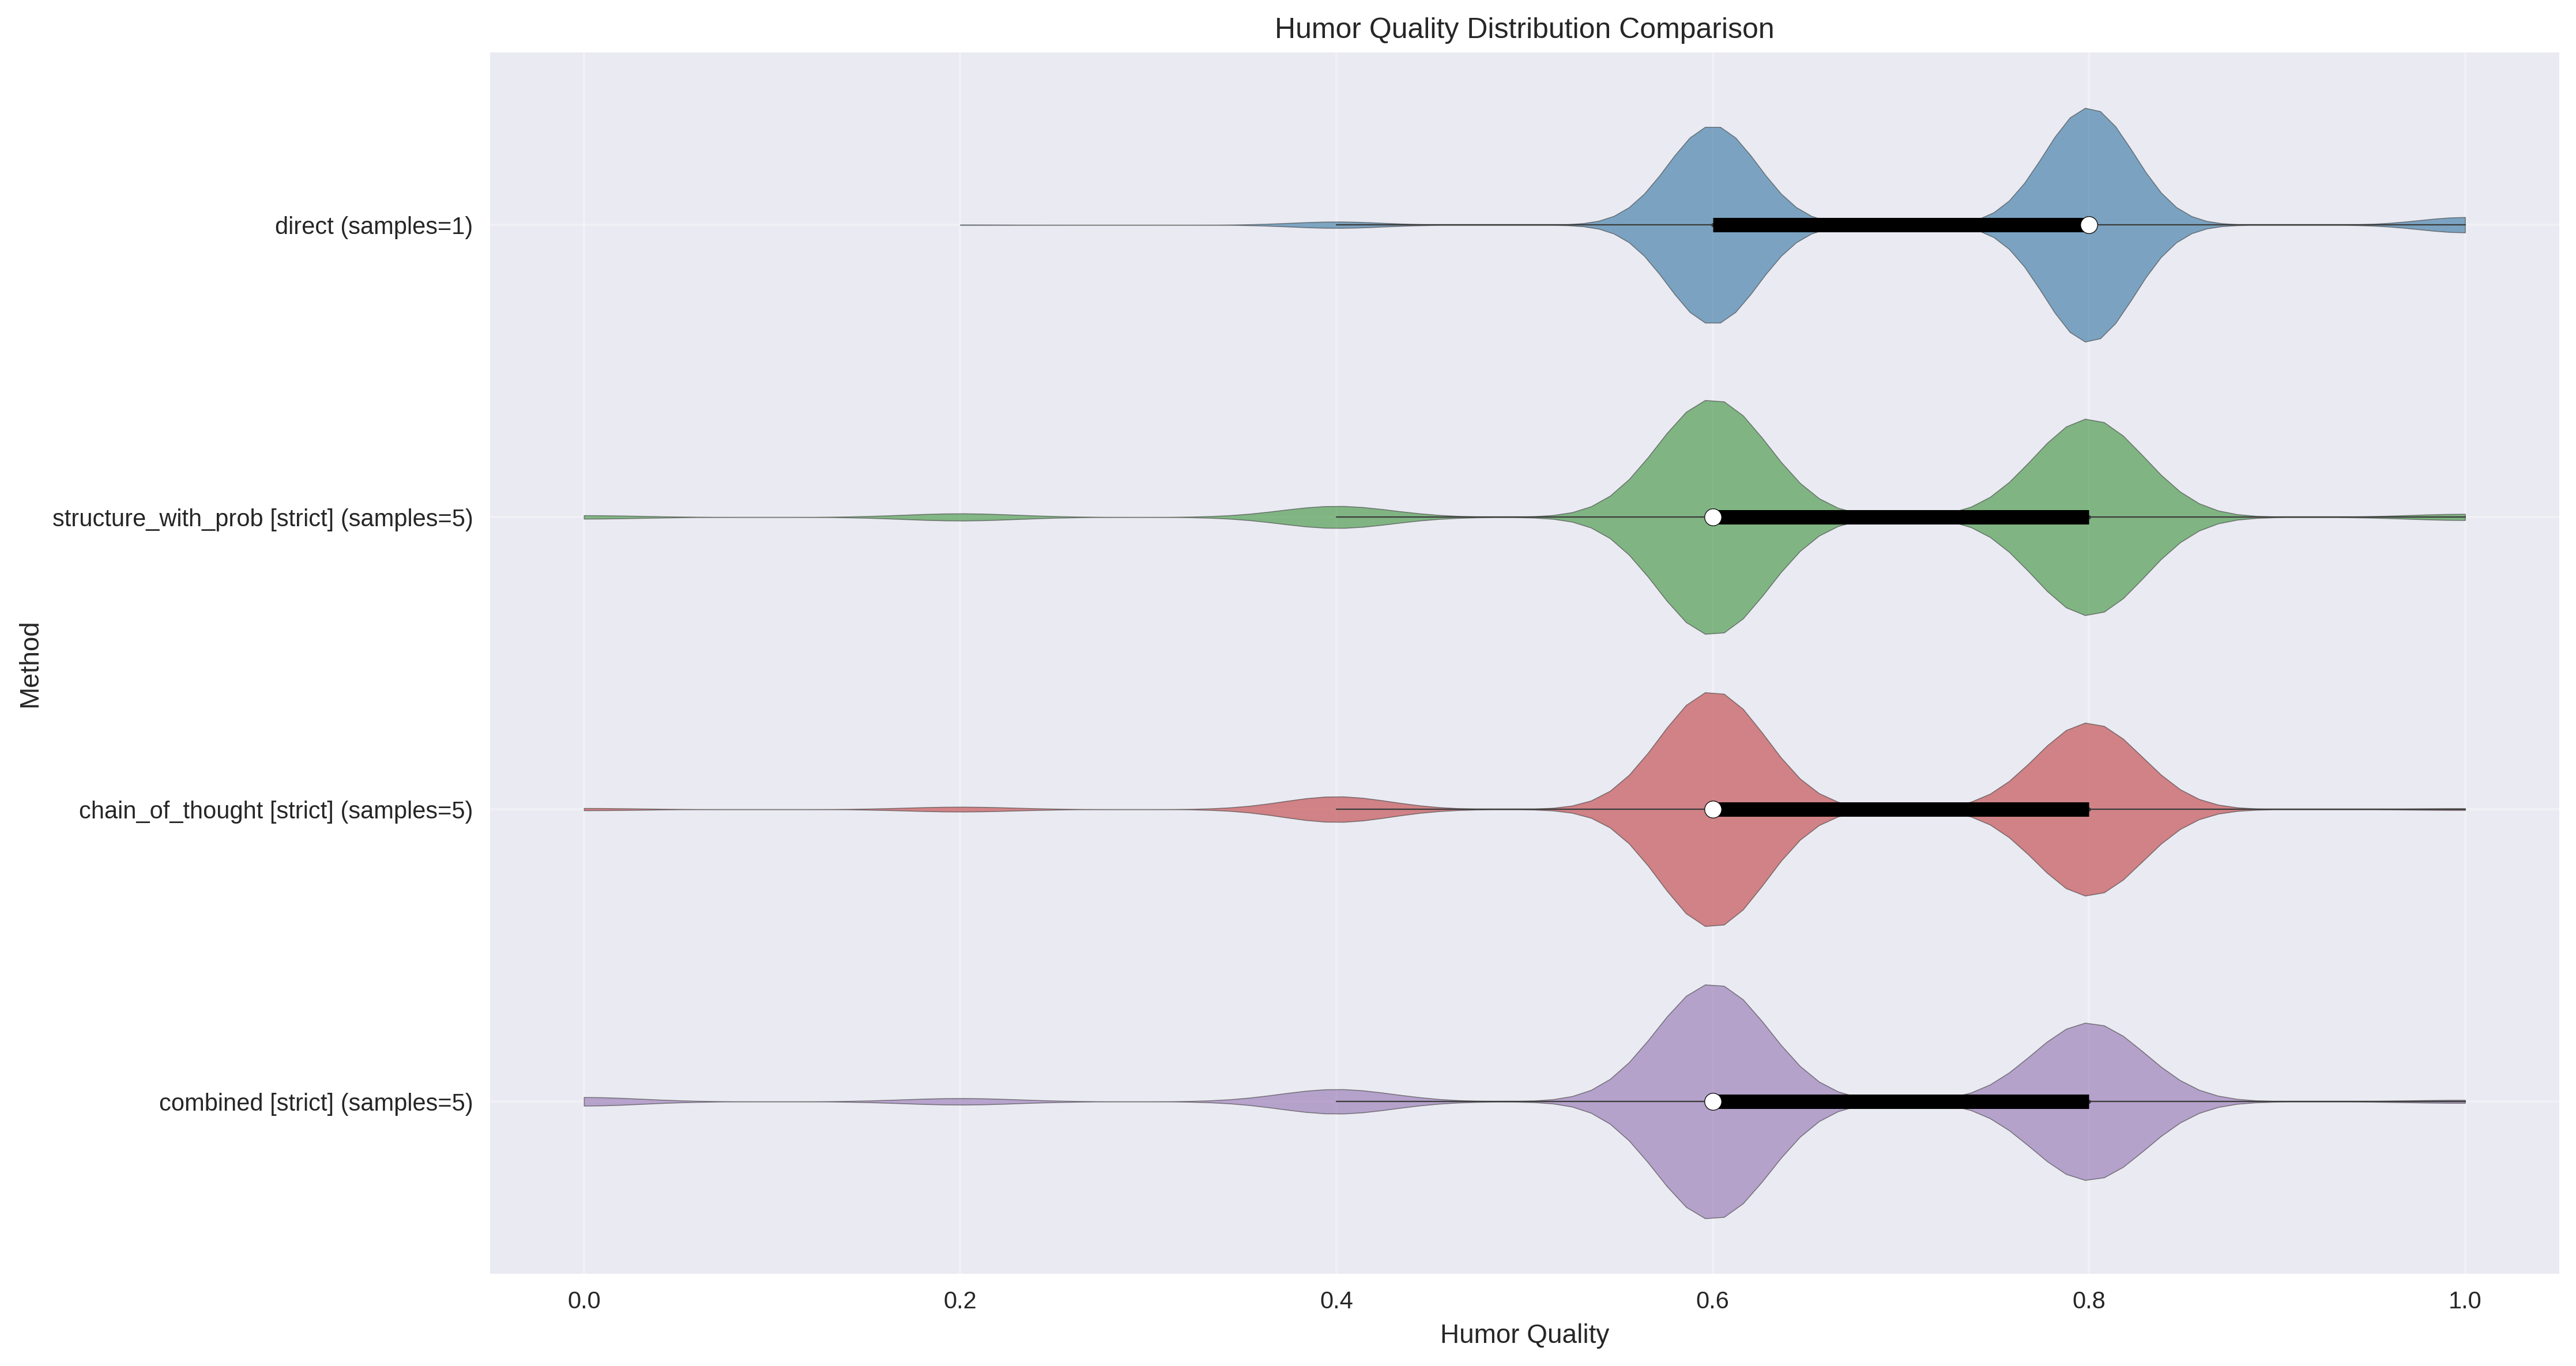 Humor Quality Distribution Comparison
direct (samples=1)
structure_with_prob [strict] (samples=5)
chain_of_thought [strict] (samples=5)
combined [strict] (samples=5)
Method
0.0 0.2 0.4 0.6 0.8 1.0
Humor Quality